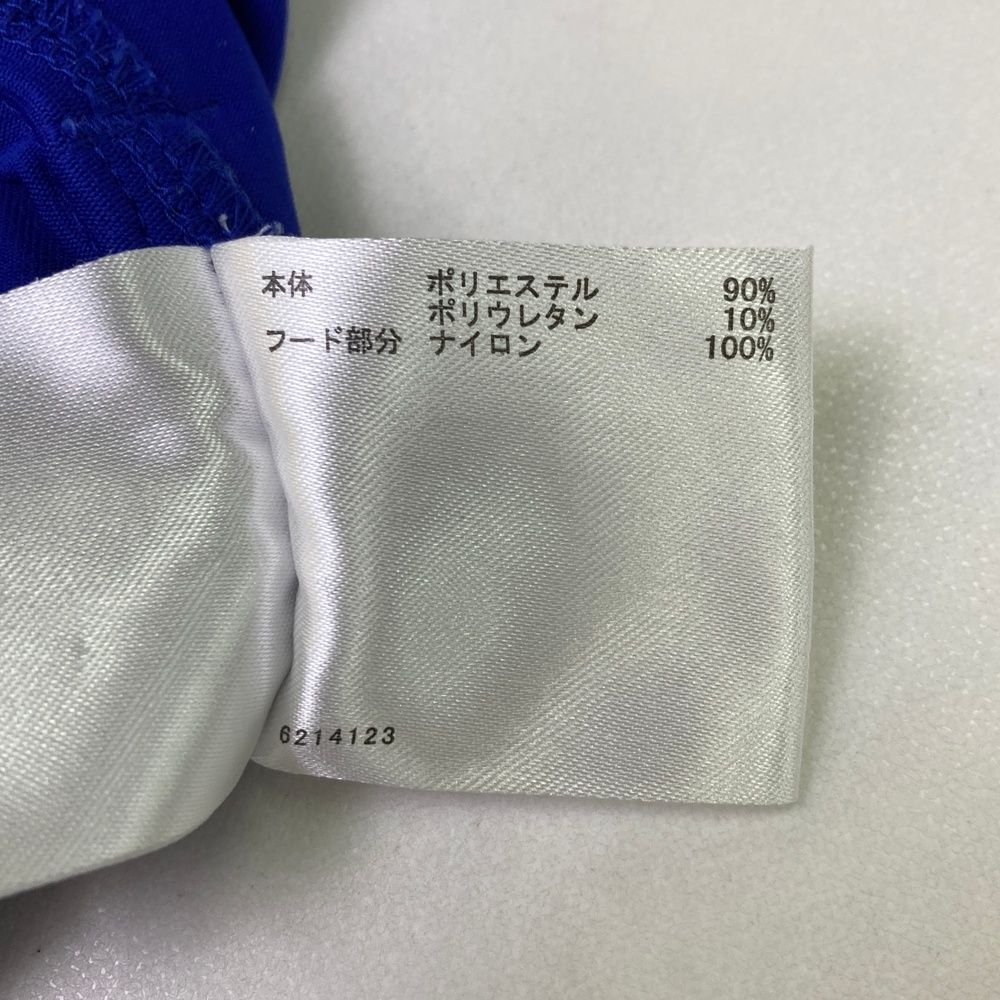 本体 ポリエステル 90%
ポリウレタン 10%
フード部分 ナイロン 100%
6214123